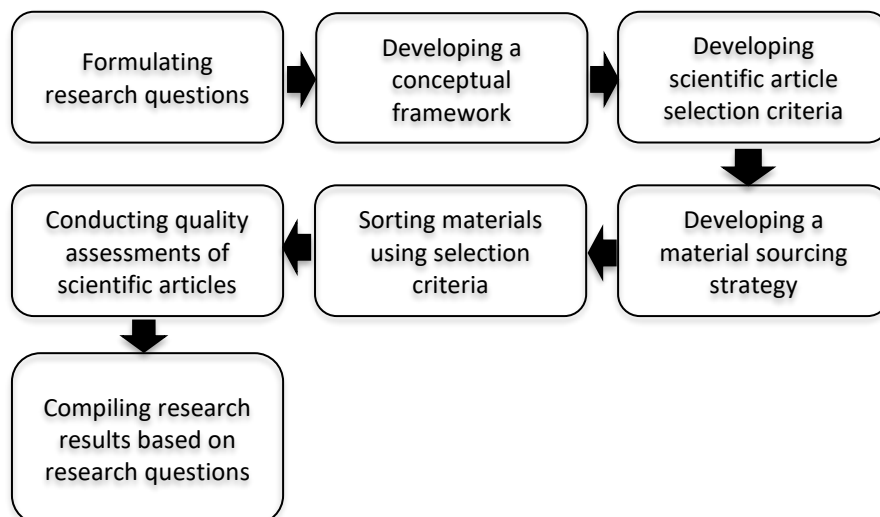 Formulating
research questions
Developing a
conceptual
framework
Developing
scientific article
selection criteria
Developing a
material sourcing
strategy
Sorting materials
using selection
criteria
Conducting quality
assessments of
scientific articles
Compiling research
results based on
research questions